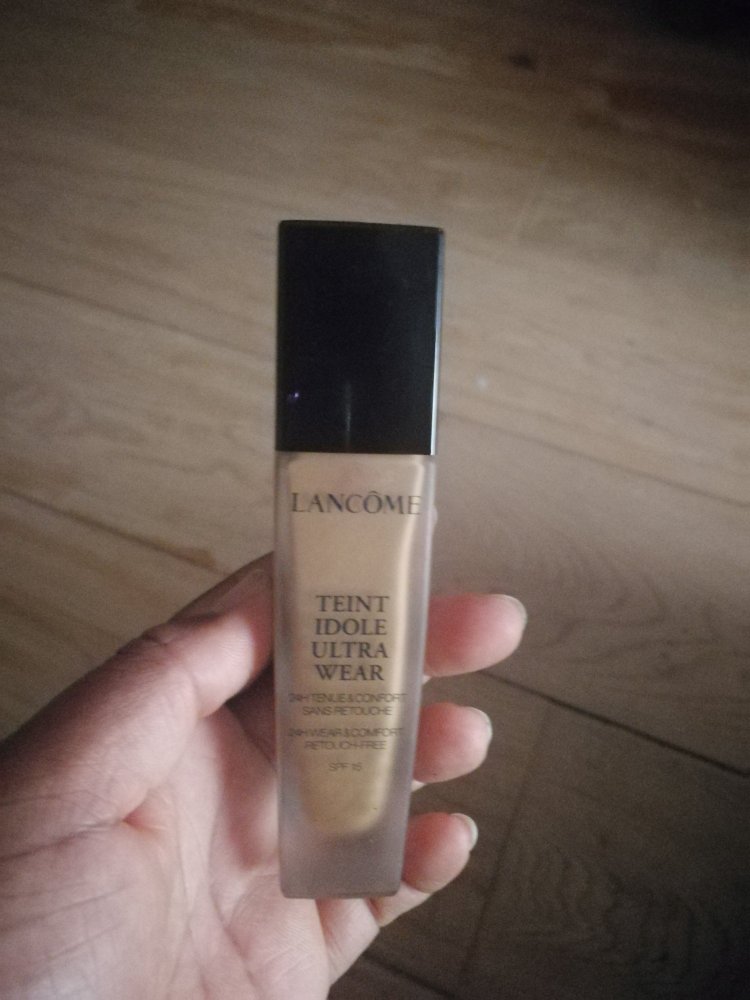 LANCÔME
TEINT
IDOLE
ULTRA
WEAR
24H TENUE & CONFORT
SANS RETOUCHE
24H WEAR & COMFORT
RETOUCH-FREE
SPF 15